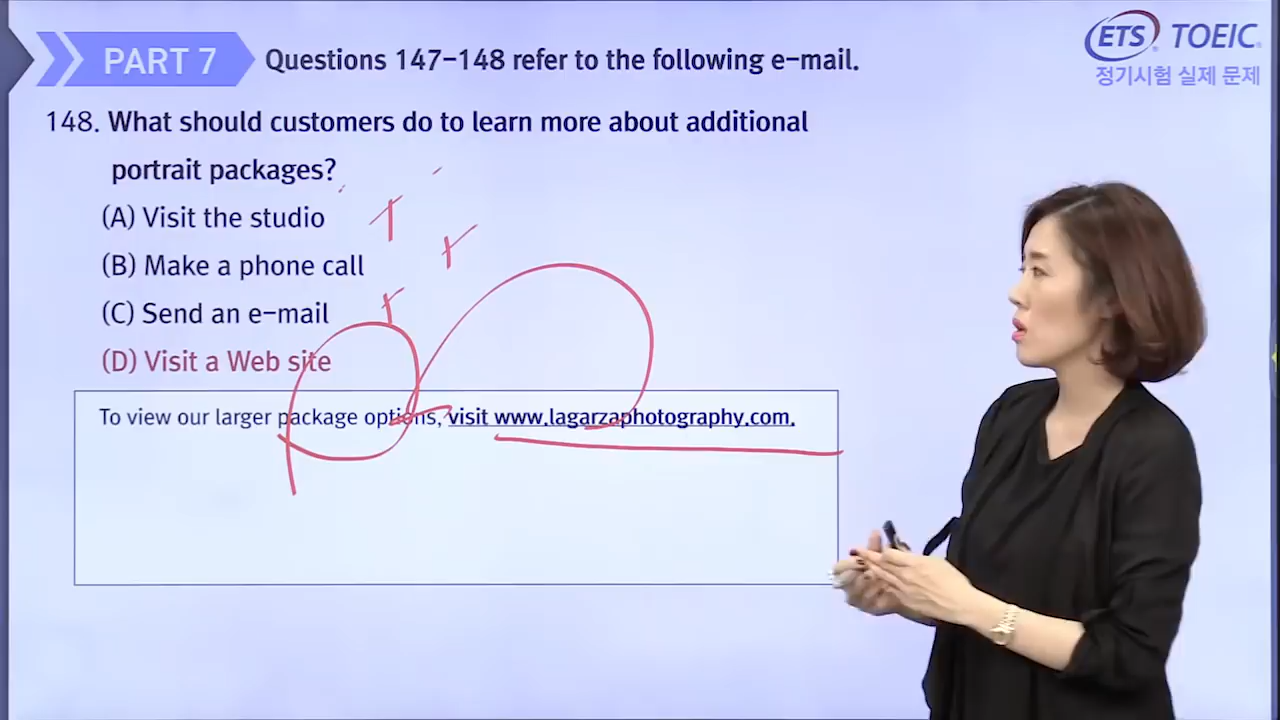 PART 7
Questions 147-148 refer to the following e-mail.
ETS TOEIC
정기시험 실제 문제
148. What should customers do to learn more about additional
portrait packages?
(A) Visit the studio
(B) Make a phone call
(C) Send an e-mail
(D) Visit a Web site
To view our larger package options, visit www.lagarzaphotography.com.